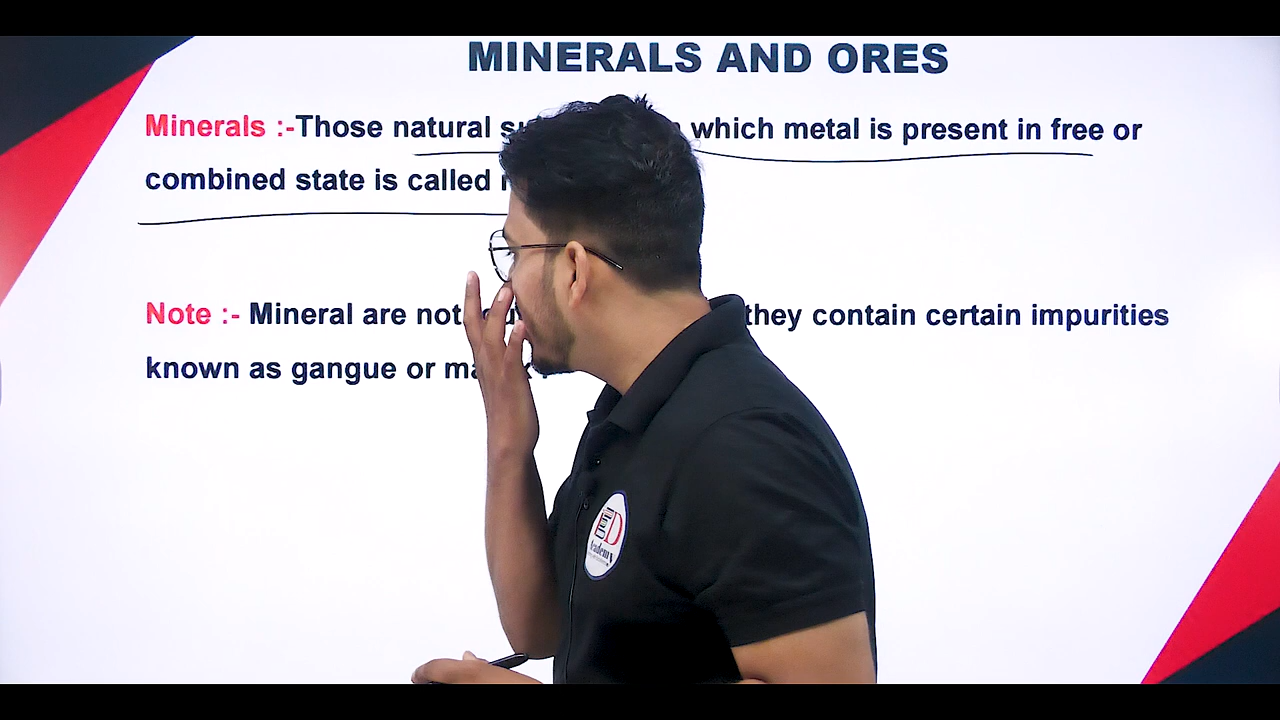 MINERALS AND ORES
Minerals :-Those natural which metal is present in free or
combined state is called
Note :- Mineral are not they contain certain impurities
known as gangue or
D
Academy